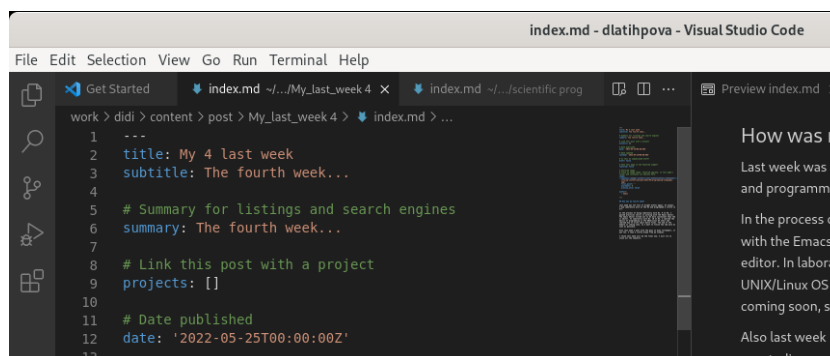 index.md - dlatihpova - Visual Studio Code
File Edit Selection View Go Run Terminal Help
Get Started index.md ~/.../My_last_week 4 index.md ~/.../scientific prog Preview index.md
work > didi > content > post > My_last_week 4 > index.md > ...
1 ---
2 title: My 4 last week
3 subtitle: The fourth week...
4
5 # Summary for listings and search engines
6 summary: The fourth week...
7
8 # Link this post with a project
9 projects: []
10
11 # Date published
12 date: '2022-05-25T00:00:00Z'
How was
Last week was
and programm
In the process
with the Emacs
editor. In labora
UNIX/Linux OS
coming soon, s
Also last week